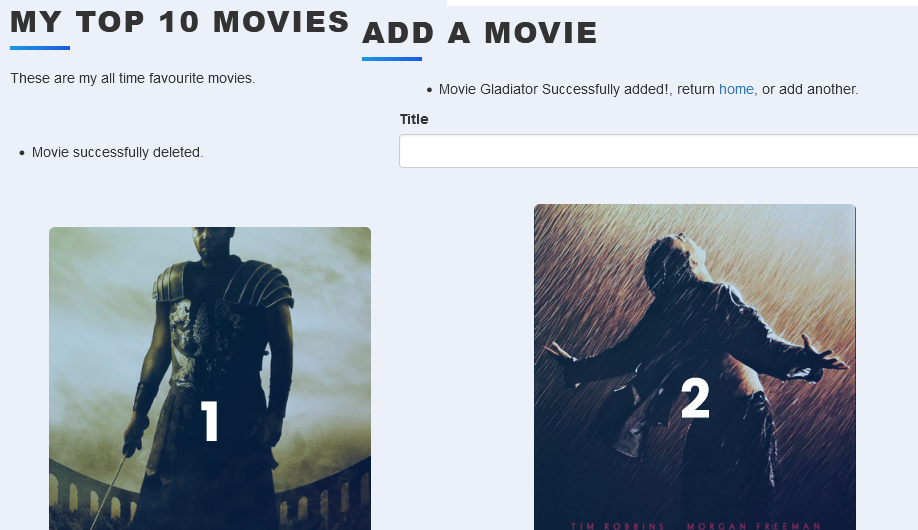 MY TOP 10 MOVIES
These are my all time favourite movies.
Movie successfully deleted.
ADD A MOVIE
Movie Gladiator Successfully added!, return home, or add another.
Title
1
2
TIM ROBBINS MORGAN FREEMAN